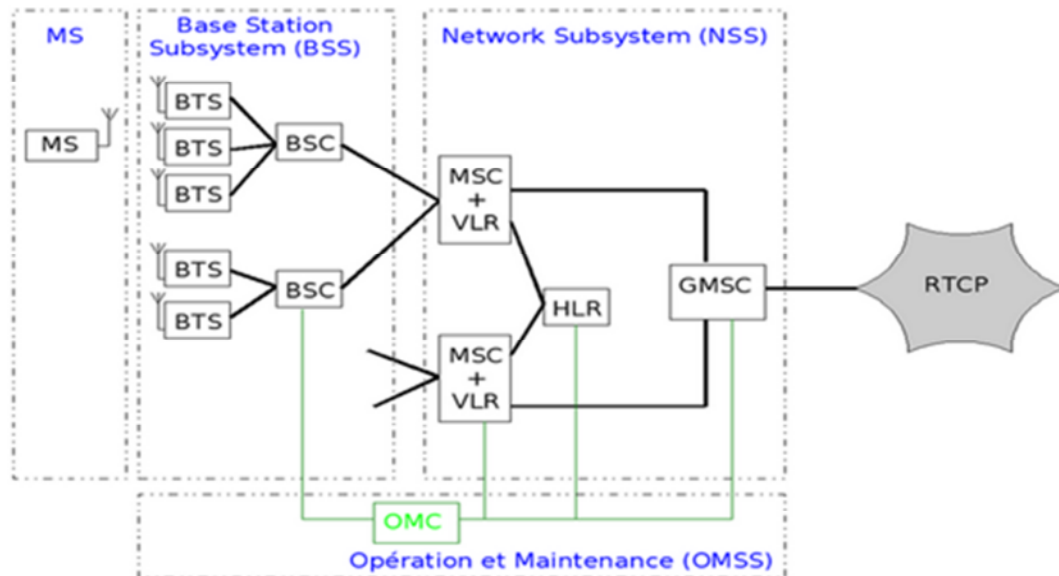 MS
Base Station
Subsystem (BSS)
Network Subsystem (NSS)
MS
BTS
BTS
BTS
BSC
BTS
BTS
BSC
MSC
+
VLR
MSC
+
VLR
HLR
GMSC
RTCP
OMC
Opération et Maintenance (OMSS)